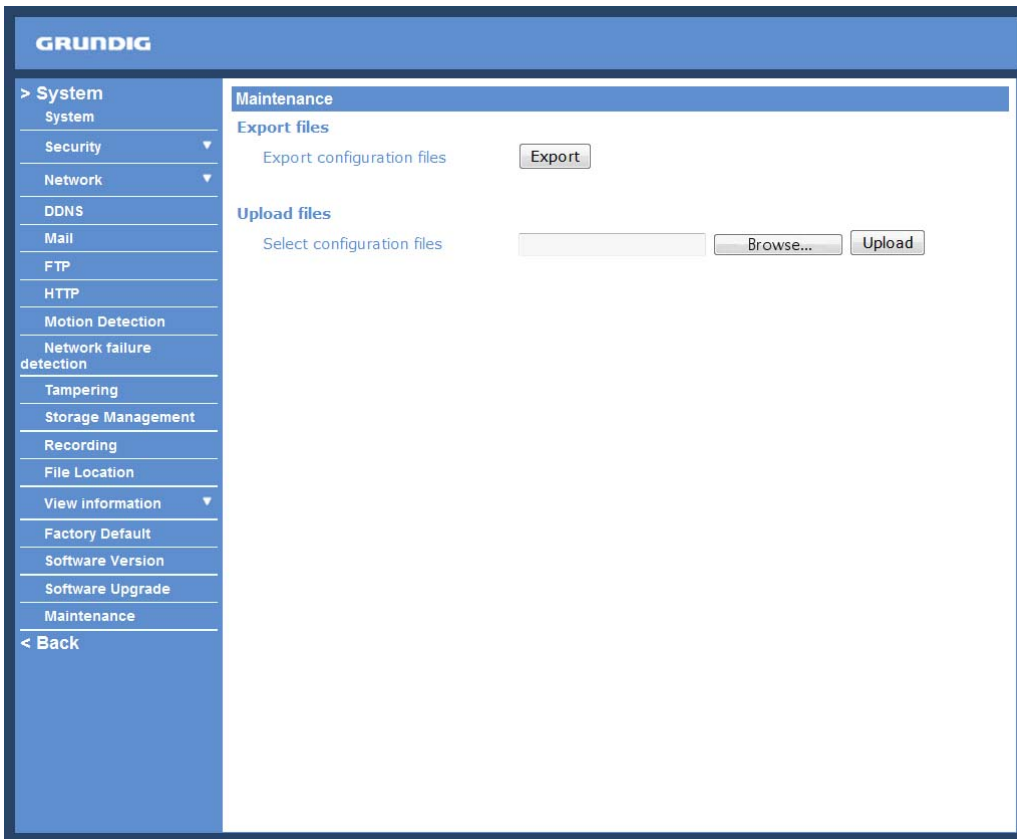 GRUNDIG
> System
System
Security
Network
DDNS
Mail
FTP
HTTP
Motion Detection
Network failure
detection
Tampering
Storage Management
Recording
File Location
View information
Factory Default
Software Version
Software Upgrade
Maintenance
< Back
Maintenance
Export files
Export configuration files Export
Upload files
Select configuration files Browse... Upload